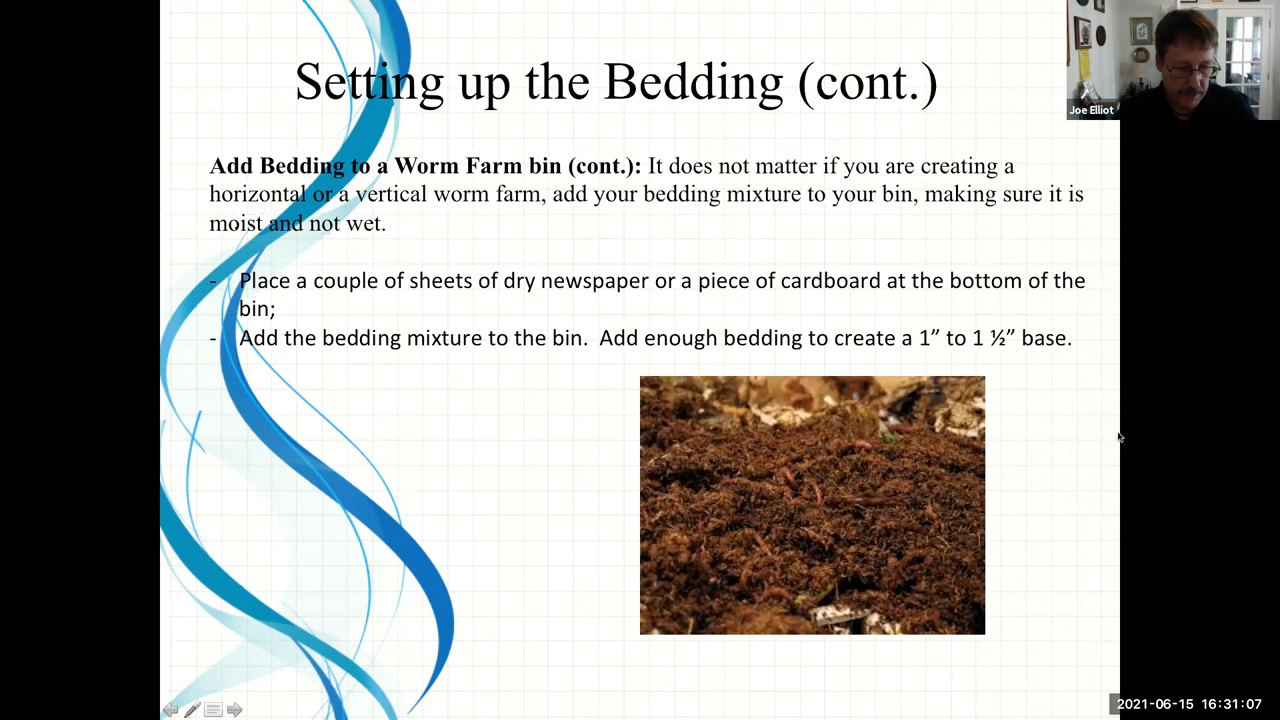 Setting up the Bedding (cont.)
Joe Elliot
Add Bedding to a Worm Farm bin (cont.): It does not matter if you are creating a
horizontal or a vertical worm farm, add your bedding mixture to your bin, making sure it is
moist and not wet.
- Place a couple of sheets of dry newspaper or a piece of cardboard at the bottom of the
bin;
- Add the bedding mixture to the bin.  Add enough bedding to create a 1” to 1 ½” base.
2021-06-15 16:31:07